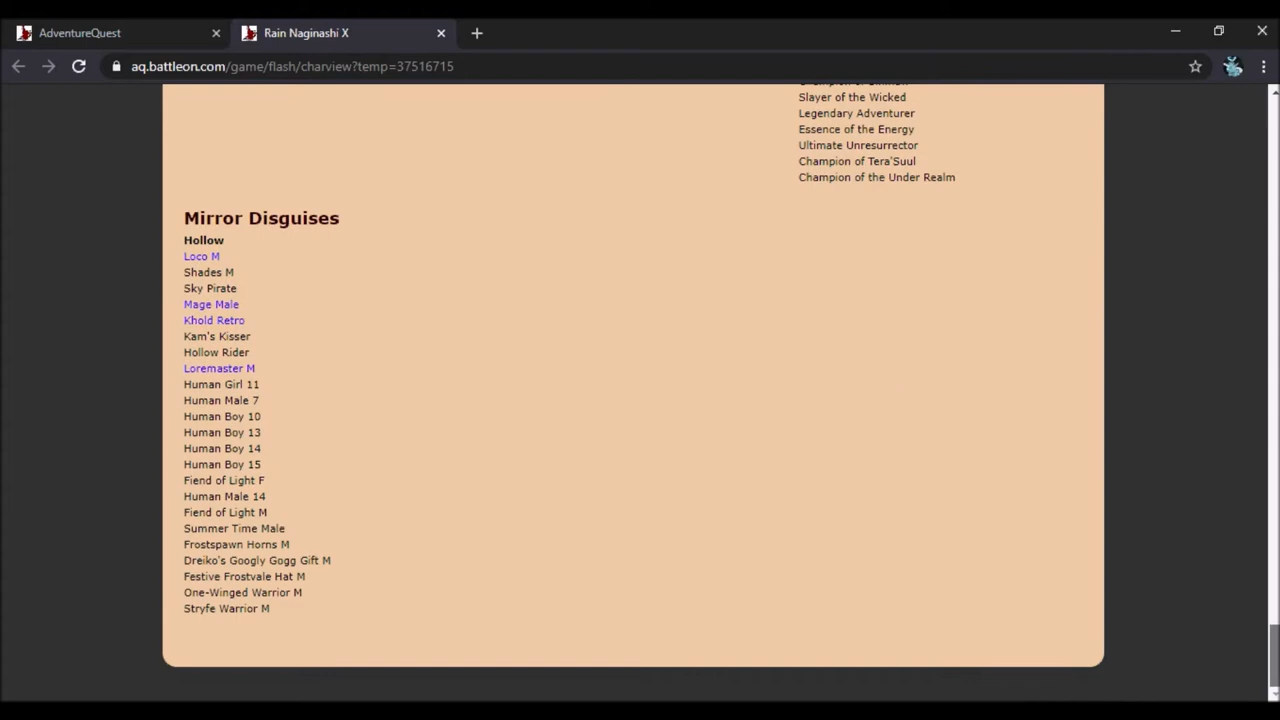 AdventureQuest
Rain Naginashi X
aq.battleon.com/game/flash/charview?temp=37516715
Slayer of the Wicked
Legendary Adventurer
Essence of the Energy
Ultimate Unresurrector
Champion of Tera'Suul
Champion of the Under Realm
Mirror Disguises
Hollow
Loco M
Shades M
Sky Pirate
Mage Male
Khold Retro
Kam's Kisser
Hollow Rider
Loremaster M
Human Girl 11
Human Male 7
Human Boy 10
Human Boy 13
Human Boy 14
Human Boy 15
Fiend of Light F
Human Male 14
Fiend of Light M
Summer Time Male
Frostspawn Horns M
Dreiko's Googly Gogg Gift M
Festive Frostvale Hat M
One-Winged Warrior M
Stryfe Warrior M